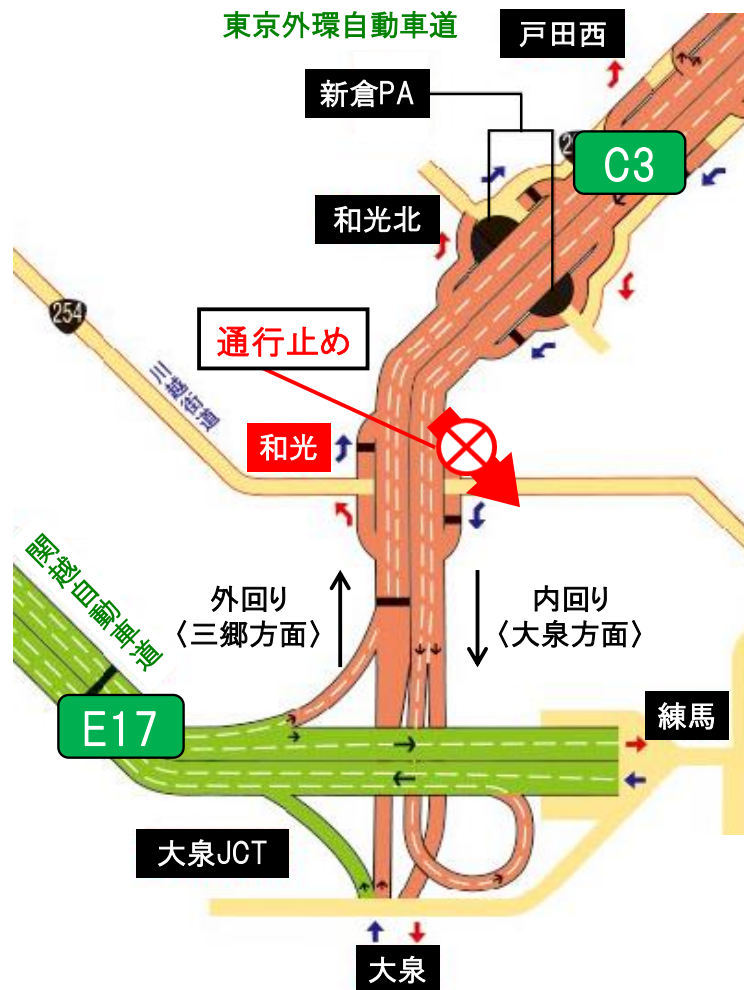 東京外環自動車道
戸田西
新倉PA
C3
和光北
254
通行止め
川越街道
和光
関越自動車道
外回り
〈三郷方面〉
内回り
〈大泉方面〉
練馬
E17
大泉JCT
大泉